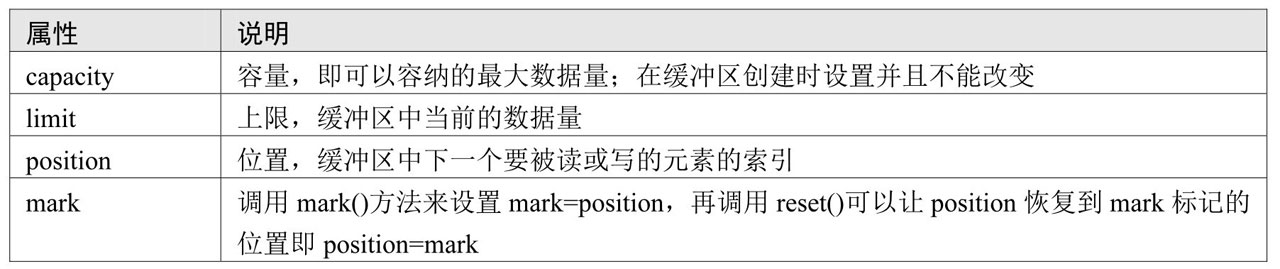 属性 说明
capacity 容量，即可以容纳的最大数据量；在缓冲区创建时设置并且不能改变
limit 上限，缓冲区中当前的数据量
position 位置，缓冲区中下一个要被读或写的元素的索引
mark 调用 mark()方法来设置 mark=position，再调用 reset()可以让 position 恢复到 mark 标记的
位置即 position=mark